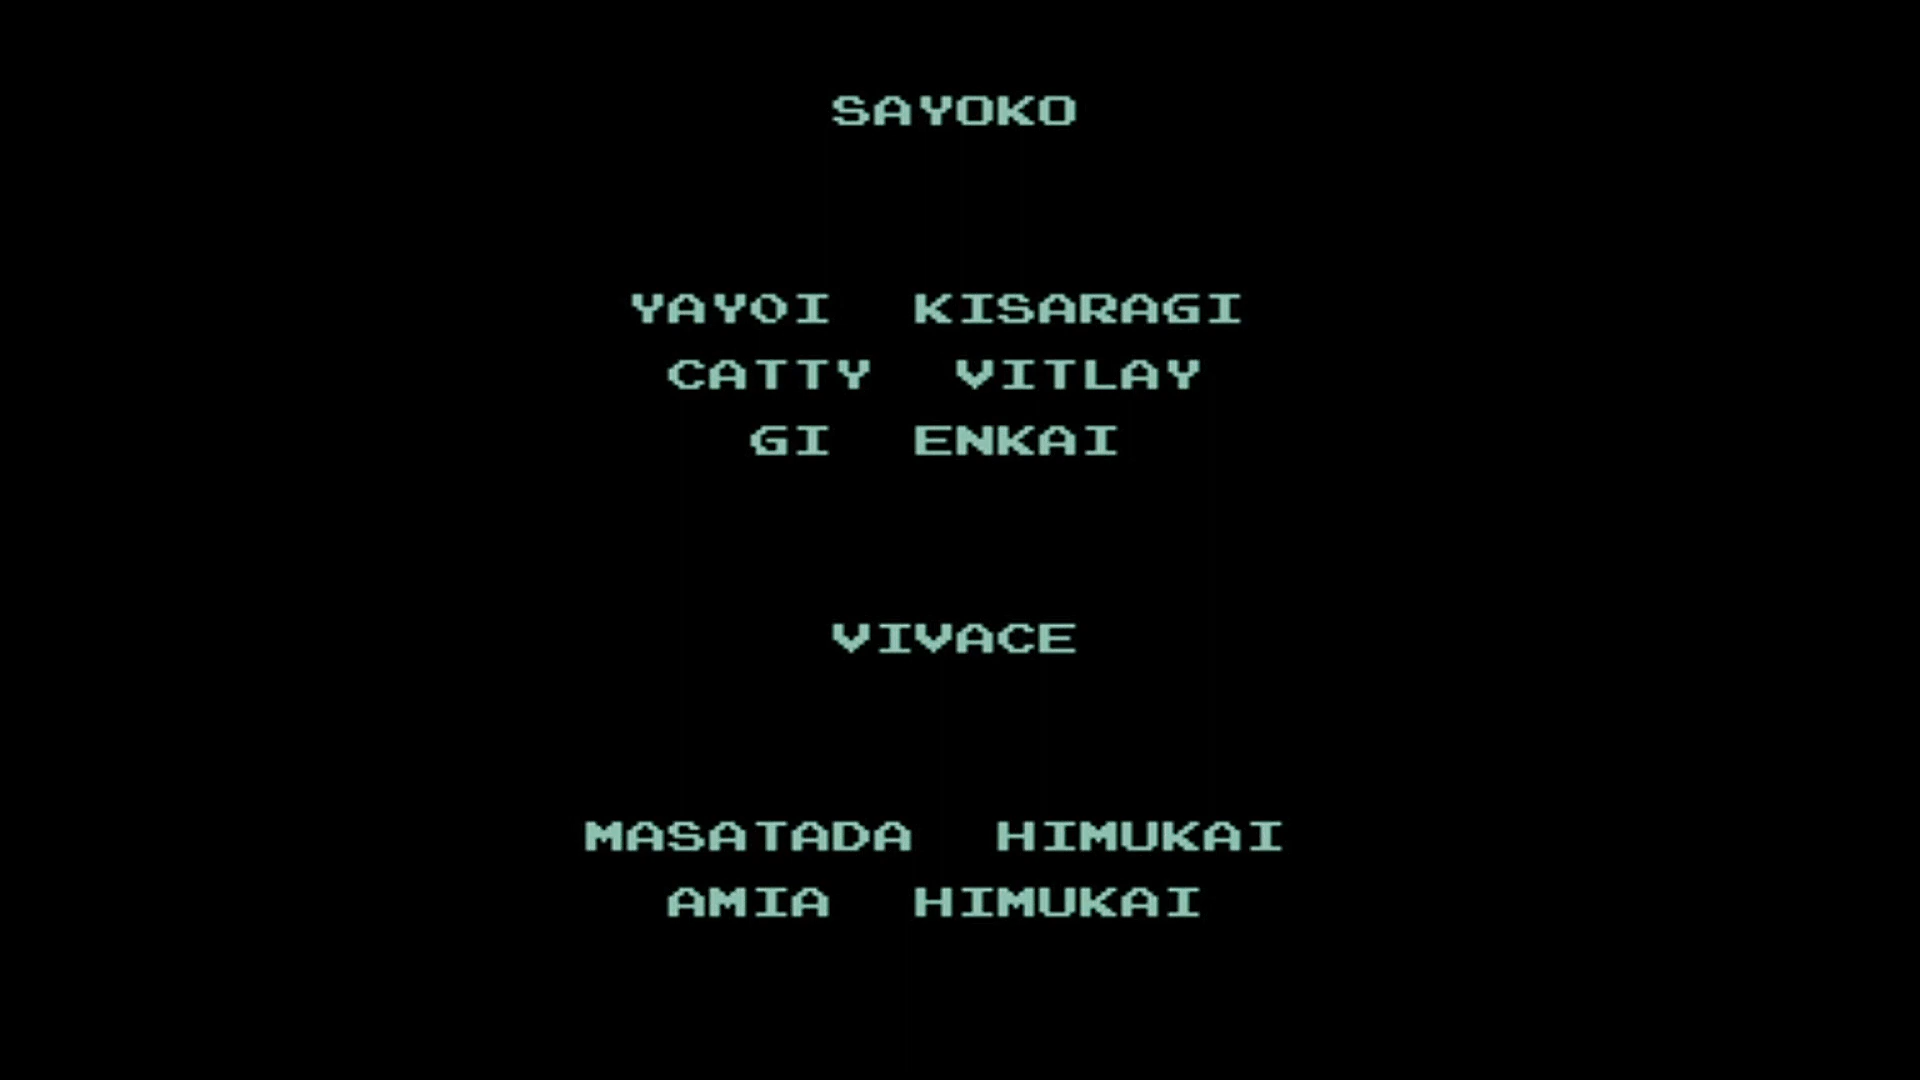 SAYOKO
YAYOI KISARAGI
CATTY VITLAY
GI ENKAI
VIVACE
MASATADA HIMUKAI
AMIA HIMUKAI